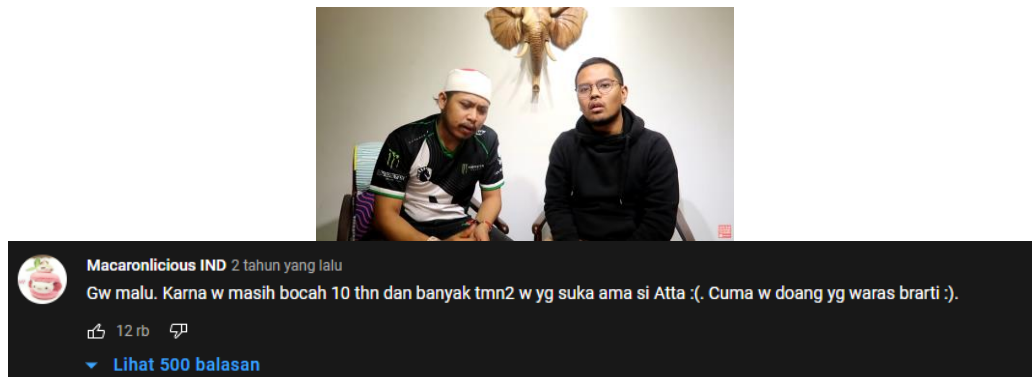 Macaronlicious IND 2 tahun yang lalu
Gw malu. Karna w masih bocah 10 thn dan banyak tmn2 w yg suka ama si Atta :(. Cuma w doang yg waras brarti :).
12 rb
Lihat 500 balasan